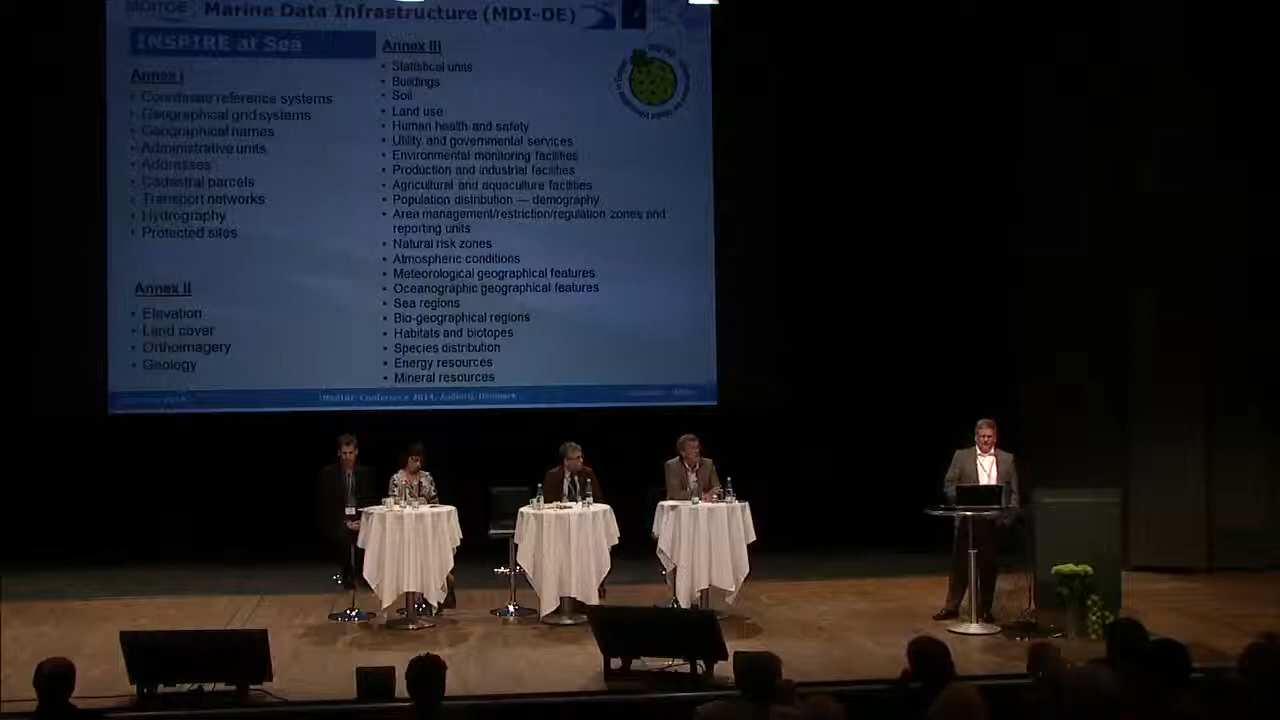 Marine Data Infrastructure (MDI-DE)
INSPIRE at Sea
Annex I
• Coordinate reference systems
• Geographical grid systems
• Geographical names
• Administrative units
• Addresses
• Cadastral parcels
• Transport networks
• Hydrography
• Protected sites
Annex II
• Elevation
• Land cover
• Orthoimagery
• Geology
Annex III
• Statistical units
• Buildings
• Soil
• Land use
• Human health and safety
• Utility and governmental services
• Environmental monitoring facilities
• Production and industrial facilities
• Agricultural and aquaculture facilities
• Population distribution — demography
• Area management/restriction/regulation zones and
reporting units
• Natural risk zones
• Atmospheric conditions
• Meteorological geographical features
• Oceanographic geographical features
• Sea regions
• Bio-geographical regions
• Habitats and biotopes
• Species distribution
• Energy resources
• Mineral resources
INSPIRE Conference 2014, Aalborg, Denmark